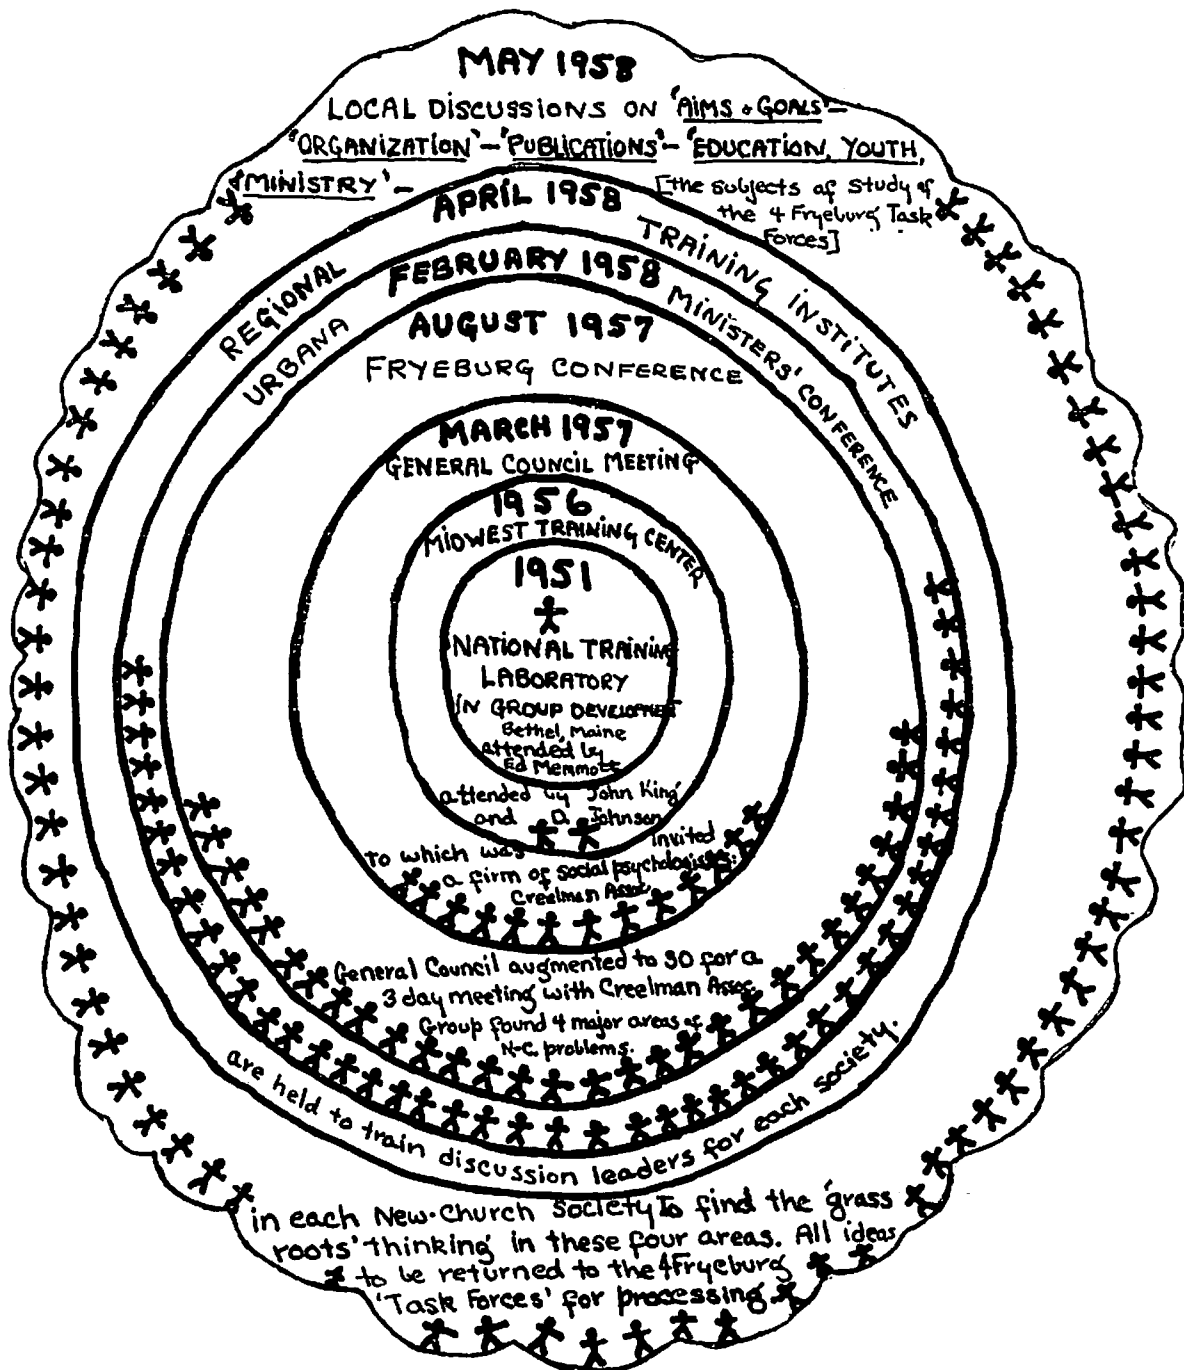 MAY 1958
LOCAL DISCUSSIONS ON 'AIMS & GOALS'—
'ORGANIZATION'—'PUBLICATIONS'—'EDUCATION, YOUTH,
& MINISTRY'—
[the subjects of study of
the 4 Fryeburg Task
Forces]
APRIL 1958
REGIONAL TRAINING INSTITUTES
FEBRUARY 1958
URBANA MINISTERS' CONFERENCE
AUGUST 1957
FRYEBURG CONFERENCE
MARCH 1957
GENERAL COUNCIL MEETING
1956
MIDWEST TRAINING CENTER
1951
NATIONAL TRAINING
LABORATORY
IN GROUP DEVELOPMENT
Bethel, Maine
attended by
Ed Memmott
attended by John King
and D. Johnson
to which was invited
a firm of social psychologists:
Creelman Assoc.
General Council augmented to 30 for a
3 day meeting with Creelman Assoc.
Group found 4 major areas of
N-C. problems.
are held to train discussion leaders for each society.
in each New-Church society To find the 'grass
roots' thinking in these four areas. All ideas
to be returned to the 4 Fryeburg
'Task Forces' for processing